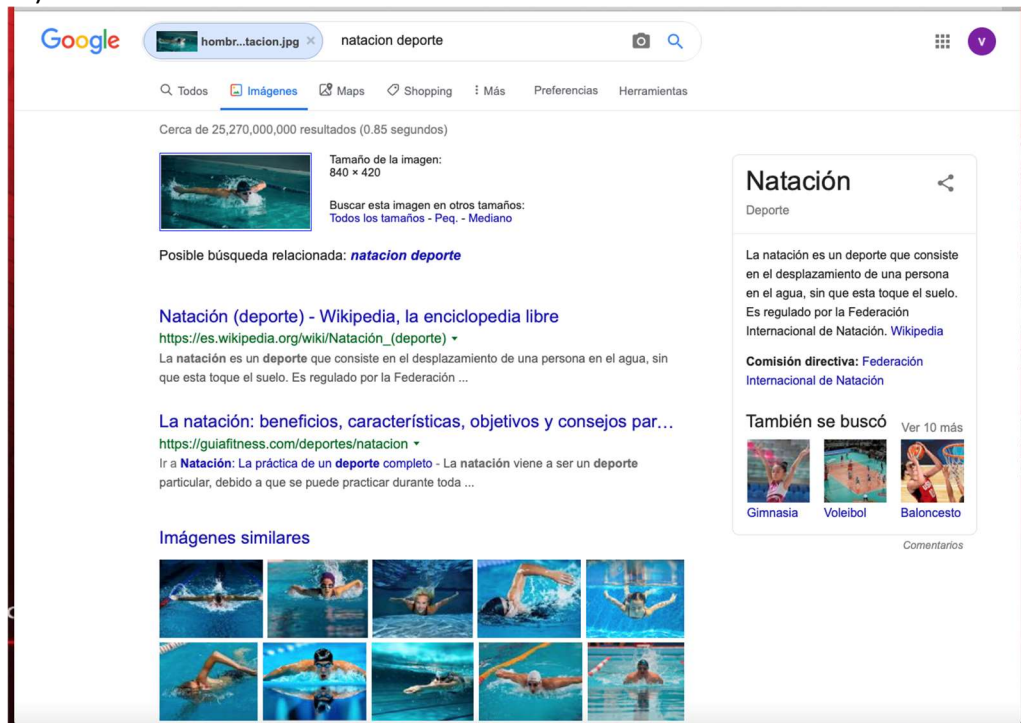 Google
hombr...tacion.jpg × natacion deporte
V
Todos Imágenes Maps Shopping Más Preferencias Herramientas
Cerca de 25,270,000,000 resultados (0.85 segundos)
Tamaño de la imagen:
840 × 420
Buscar esta imagen en otros tamaños:
Todos los tamaños - Peq. - Mediano
Posible búsqueda relacionada: natacion deporte
Natación (deporte) - Wikipedia, la enciclopedia libre
https://es.wikipedia.org/wiki/Natación_(deporte)
La natación es un deporte que consiste en el desplazamiento de una persona en el agua, sin
que esta toque el suelo. Es regulado por la Federación ...
La natación: beneficios, características, objetivos y consejos par...
https://guiafitness.com/deportes/natacion
Ir a Natación: La práctica de un deporte completo - La natación viene a ser un deporte
particular, debido a que se puede practicar durante toda ...
Imágenes similares
Natación
Deporte
La natación es un deporte que consiste
en el desplazamiento de una persona
en el agua, sin que esta toque el suelo.
Es regulado por la Federación
Internacional de Natación. Wikipedia
Comisión directiva: Federación
Internacional de Natación
También se buscó Ver 10 más
Gimnasia Voleibol Baloncesto
Comentarios